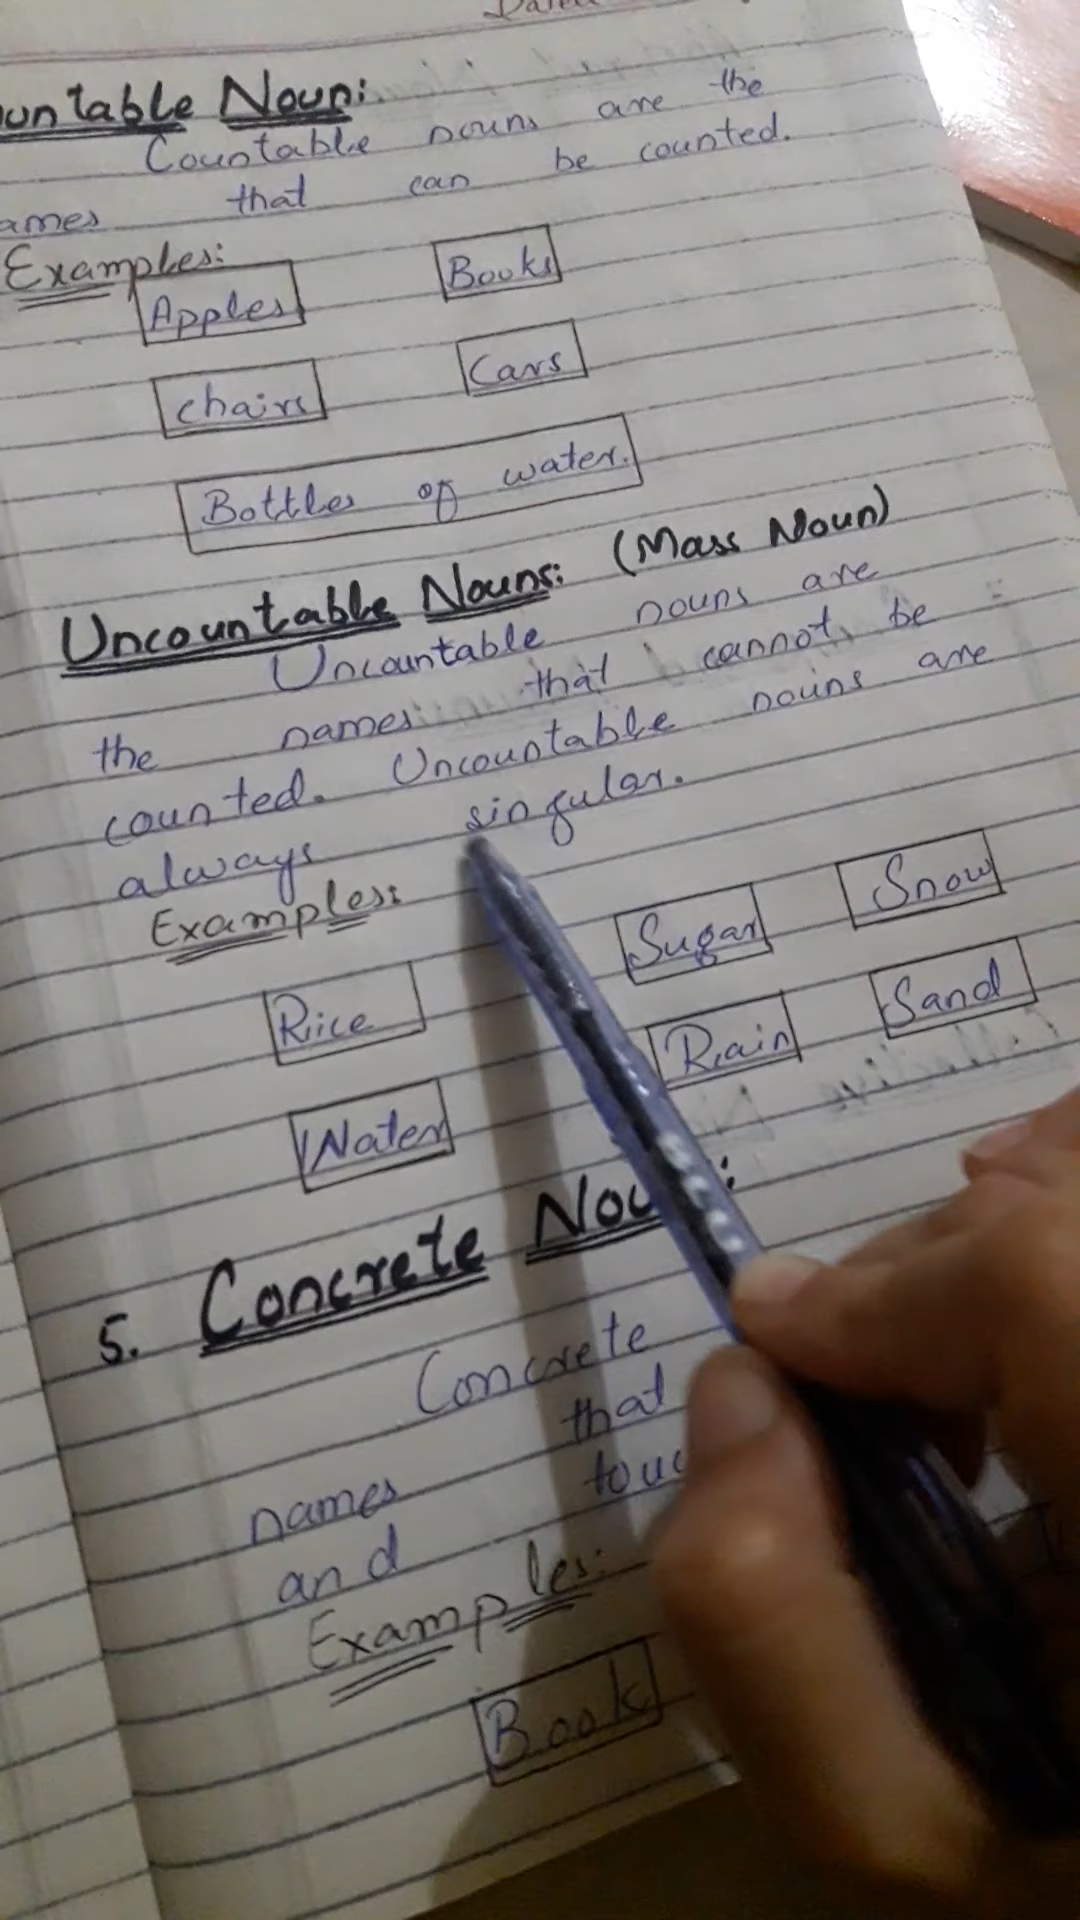 untable Noun:
Countable nouns are the
ames that can be counted.
Examples:
Apples Books
chairs Cars
Bottles of water.
Uncountable Nouns: (Mass Noun)
Uncountable nouns are
the names that cannot be
counted. Uncountable nouns are
always singular.
Examples:
Rice Sugar Snow
Water Rain Sand
5. Concrete
Concrete
names that
and
Examples:
Book